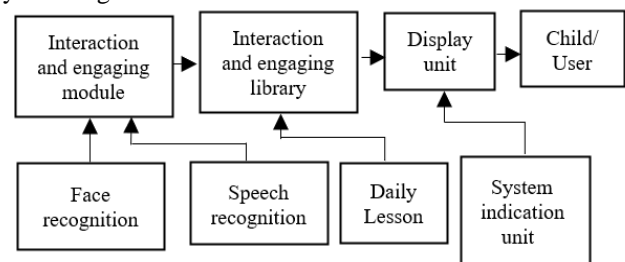 Interaction
and engaging
module
Interaction
and engaging
library
Display
unit
Child/
User
Face
recognition
Speech
recognition
Daily
Lesson
System
indication
unit